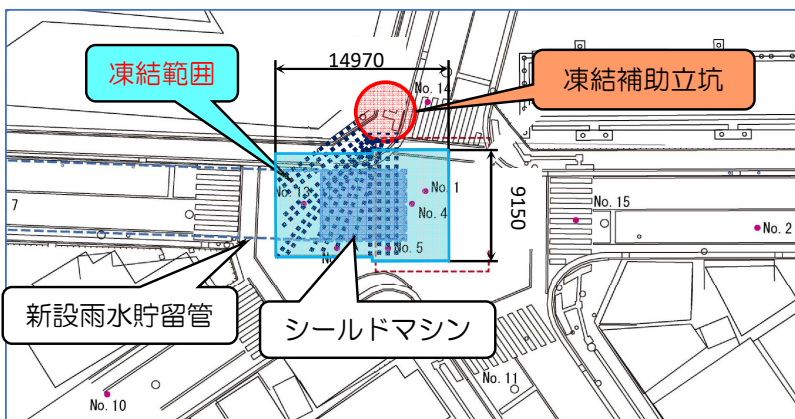 14970
凍結範囲
凍結補助立坑
No. 14
No. 13
No. 1
No. 4
9150
No. 15
No. 2
7
No. 5
新設雨水貯留管
シールドマシン
No. 11
No. 10